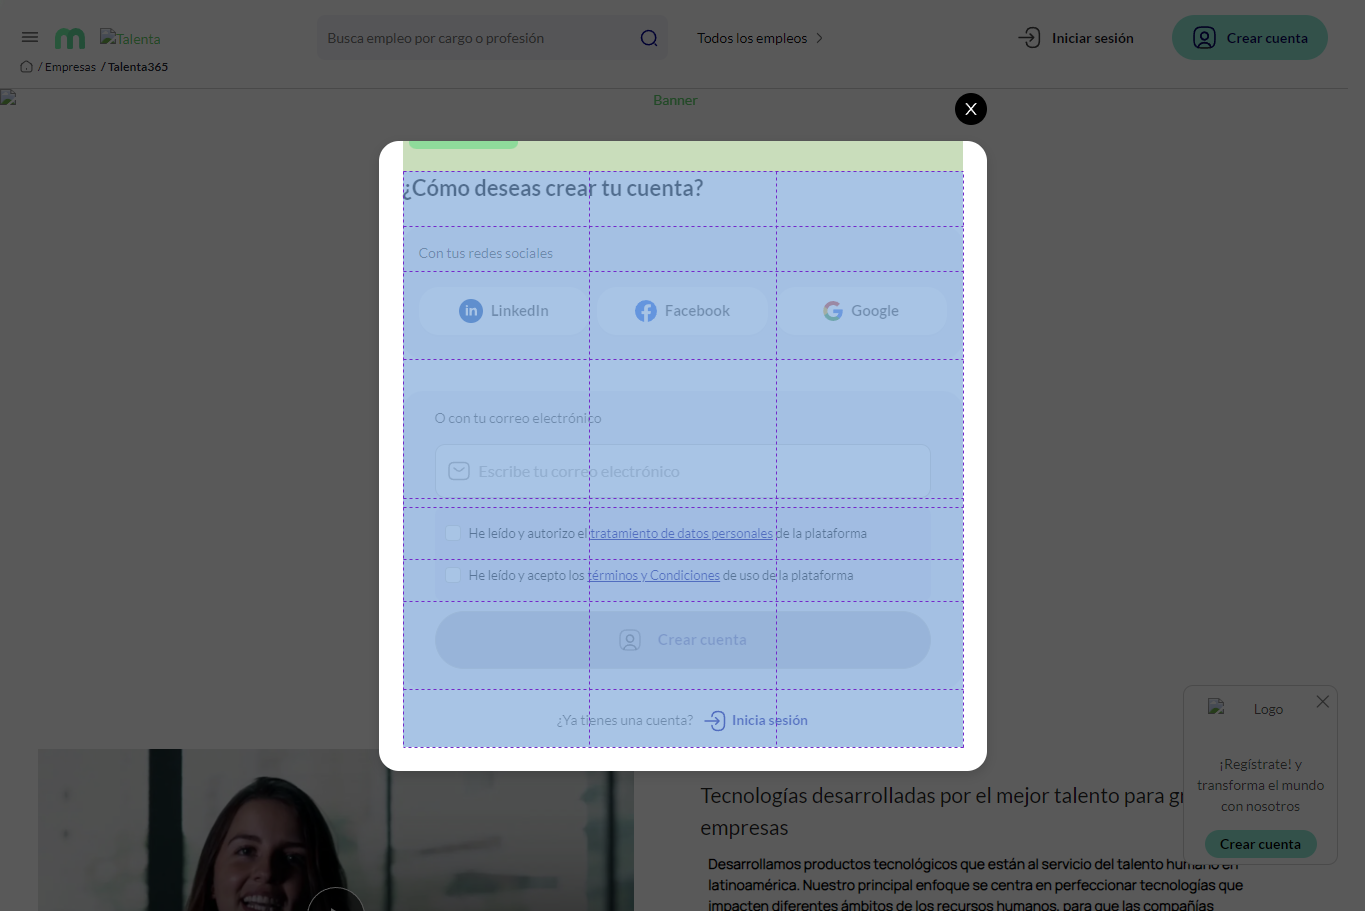 Talenta
Busca empleo por cargo o profesión
Todos los empleos
Iniciar sesión
Crear cuenta
/ Empresas / Talenta365
Banner
X
¿Cómo deseas crear tu cuenta?
Con tus redes sociales
LinkedIn
Facebook
Google
O con tu correo electrónico
Escribe tu correo electrónico
He leído y autorizo el tratamiento de datos personales de la plataforma
He leído y acepto los términos y Condiciones de uso de la plataforma
Crear cuenta
¿Ya tienes una cuenta? Inicia sesión
Logo
¡Regístrate! y
transforma el mundo
con nosotros
Crear cuenta
Tecnologías desarrolladas por el mejor talento para
empresas
Desarrollamos productos tecnológicos que están al servicio del talento humano en
latinoamérica. Nuestro principal enfoque se centra en perfeccionar tecnologías que
impacten diferentes ámbitos de los recursos humanos, para que las compañías